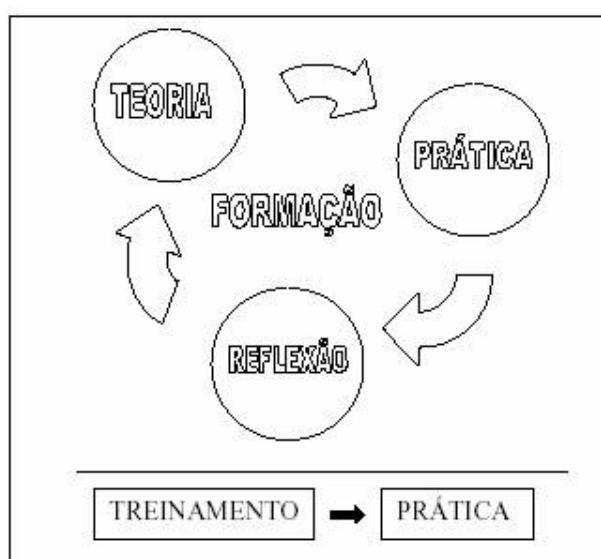 TEORIA
PRÁTICA
FORMAÇÃO
REFLEXÃO
TREINAMENTO
PRÁTICA